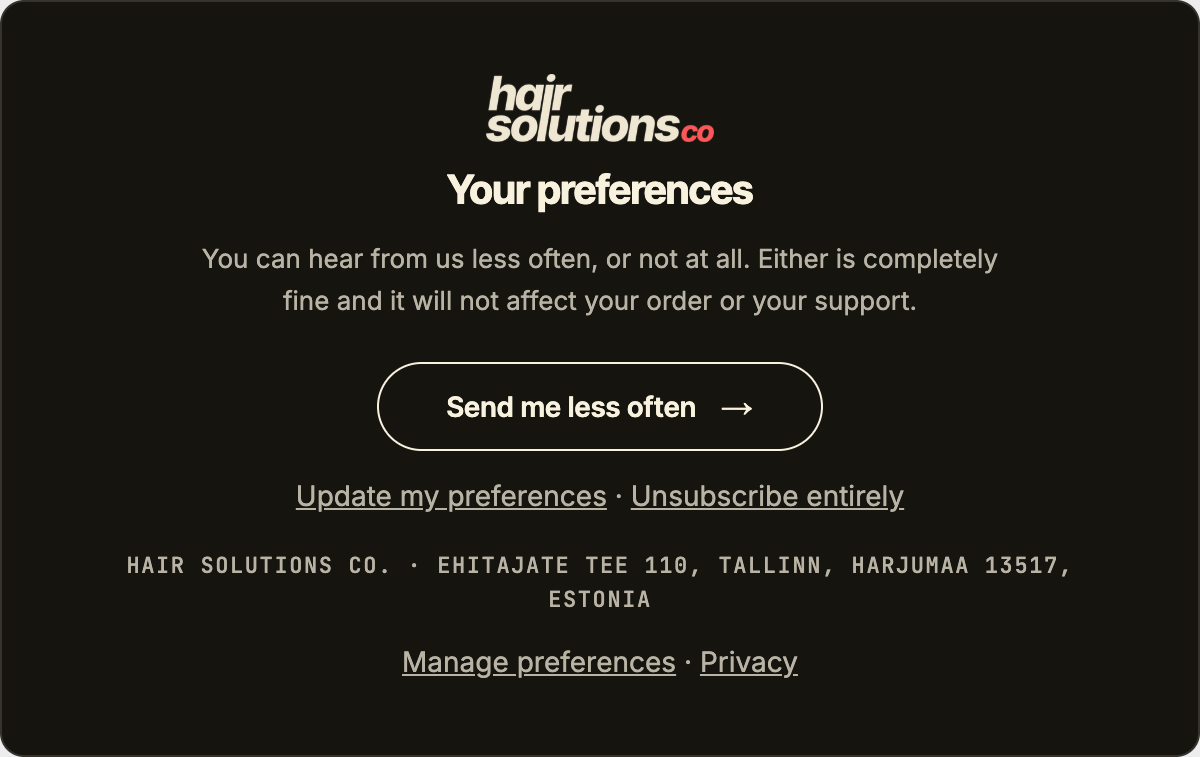 hair
solutions co
Your preferences
You can hear from us less often, or not at all. Either is completely
fine and it will not affect your order or your support.
Send me less often →
Update my preferences · Unsubscribe entirely
HAIR SOLUTIONS CO. · EHITAJATE TEE 110, TALLINN, HARJUMAA 13517,
ESTONIA
Manage preferences · Privacy